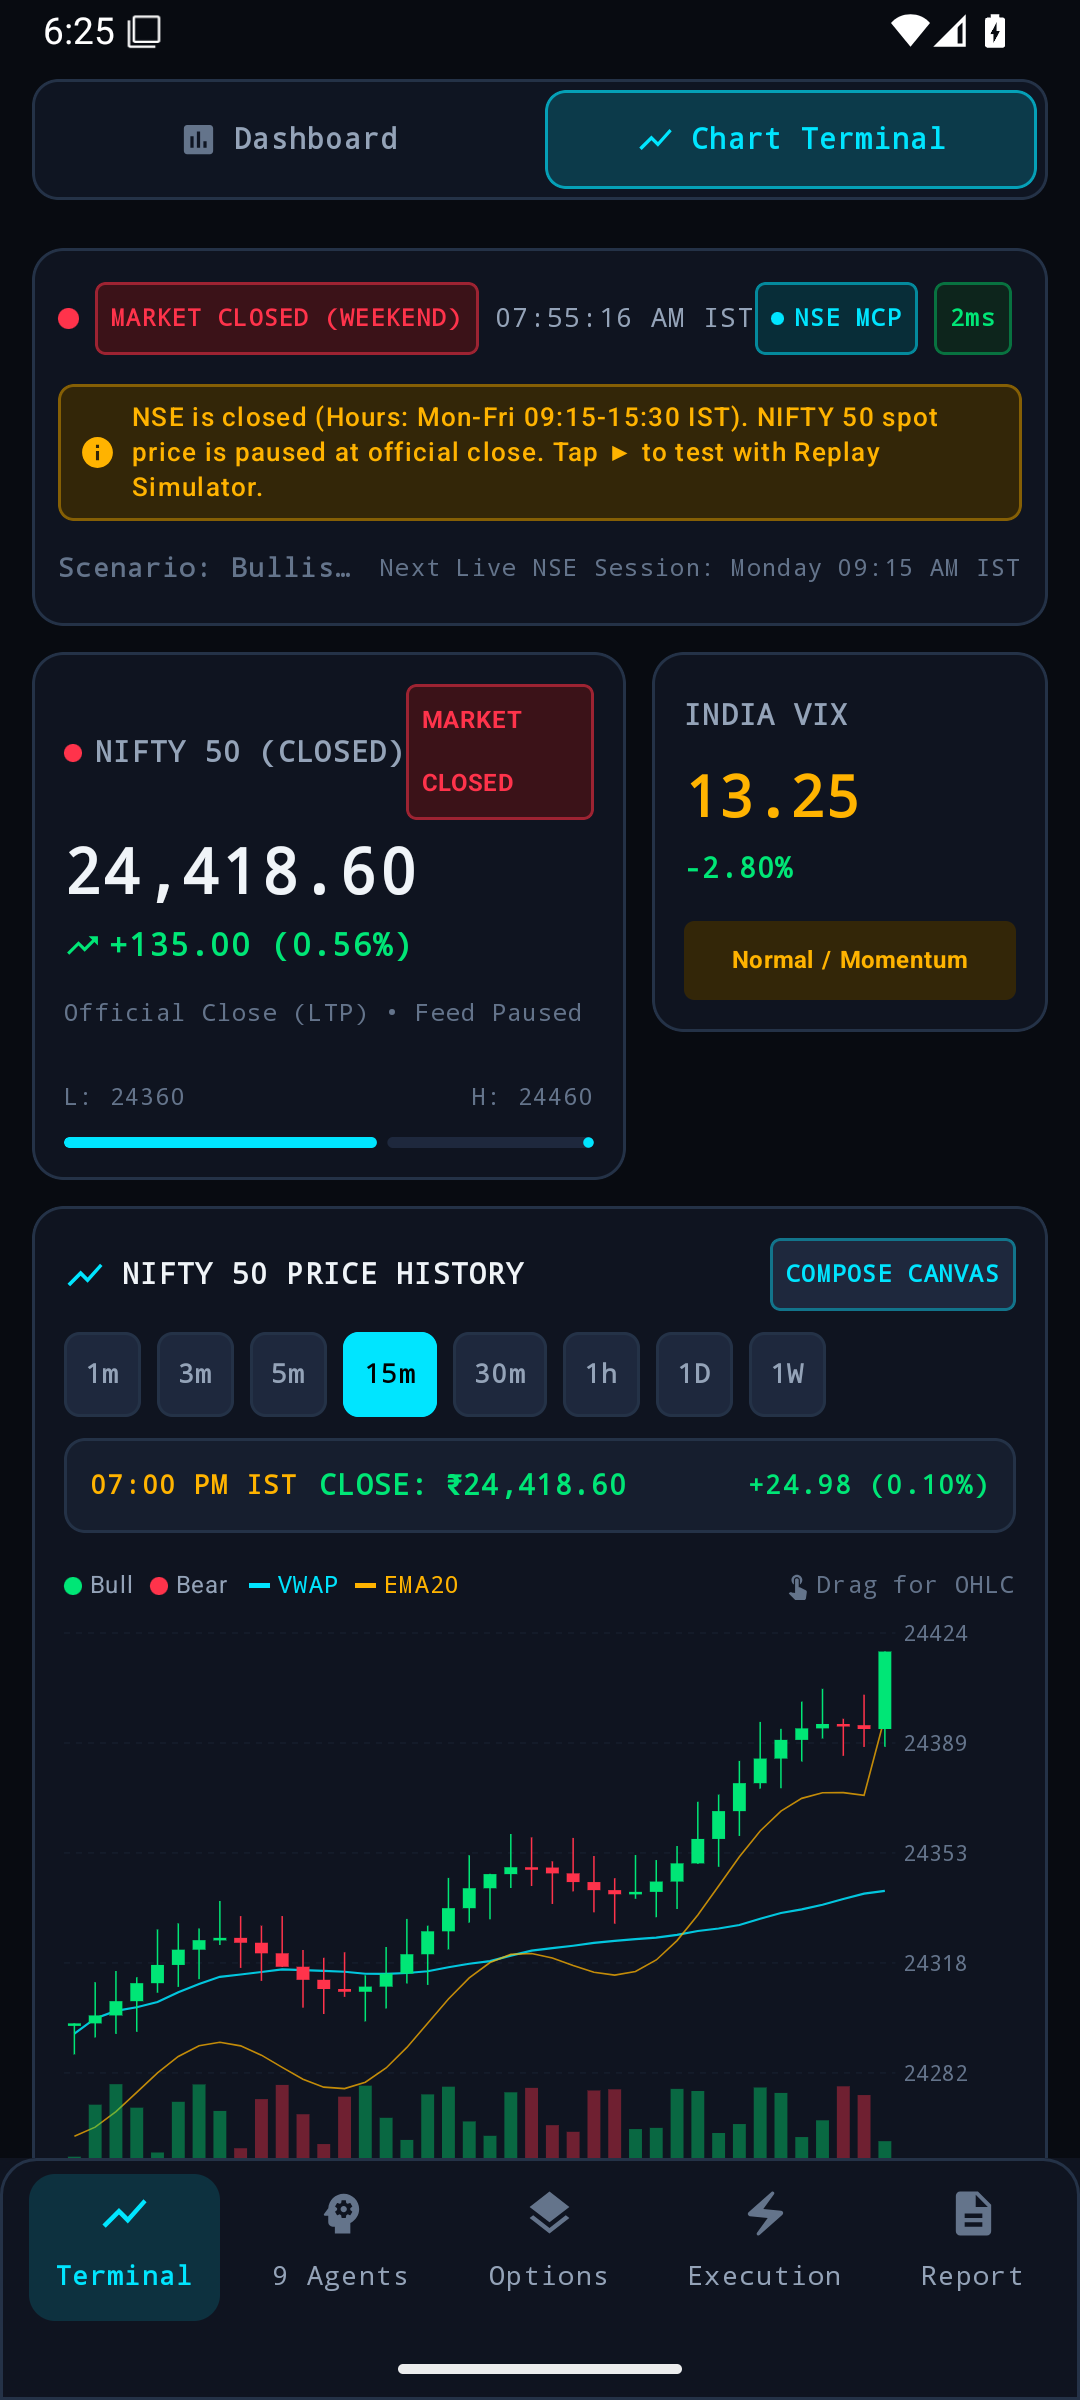 6:25
Dashboard
Chart Terminal
MARKET CLOSED (WEEKEND)
07:55:16 AM IST
NSE MCP
2ms
NSE is closed (Hours: Mon-Fri 09:15-15:30 IST). NIFTY 50 spot
price is paused at official close. Tap ► to test with Replay
Simulator.
Scenario: Bullis…
Next Live NSE Session: Monday 09:15 AM IST
NIFTY 50 (CLOSED)
MARKET
CLOSED
24,418.60
+135.00 (0.56%)
Official Close (LTP) • Feed Paused
L: 24360
H: 24460
INDIA VIX
13.25
-2.80%
Normal / Momentum
NIFTY 50 PRICE HISTORY
COMPOSE CANVAS
1m
3m
5m
15m
30m
1h
1D
1W
07:00 PM IST
CLOSE: ₹24,418.60
+24.98 (0.10%)
Bull
Bear
VWAP
EMA20
Drag for OHLC
24424
24389
24353
24318
24282
Terminal
9 Agents
Options
Execution
Report